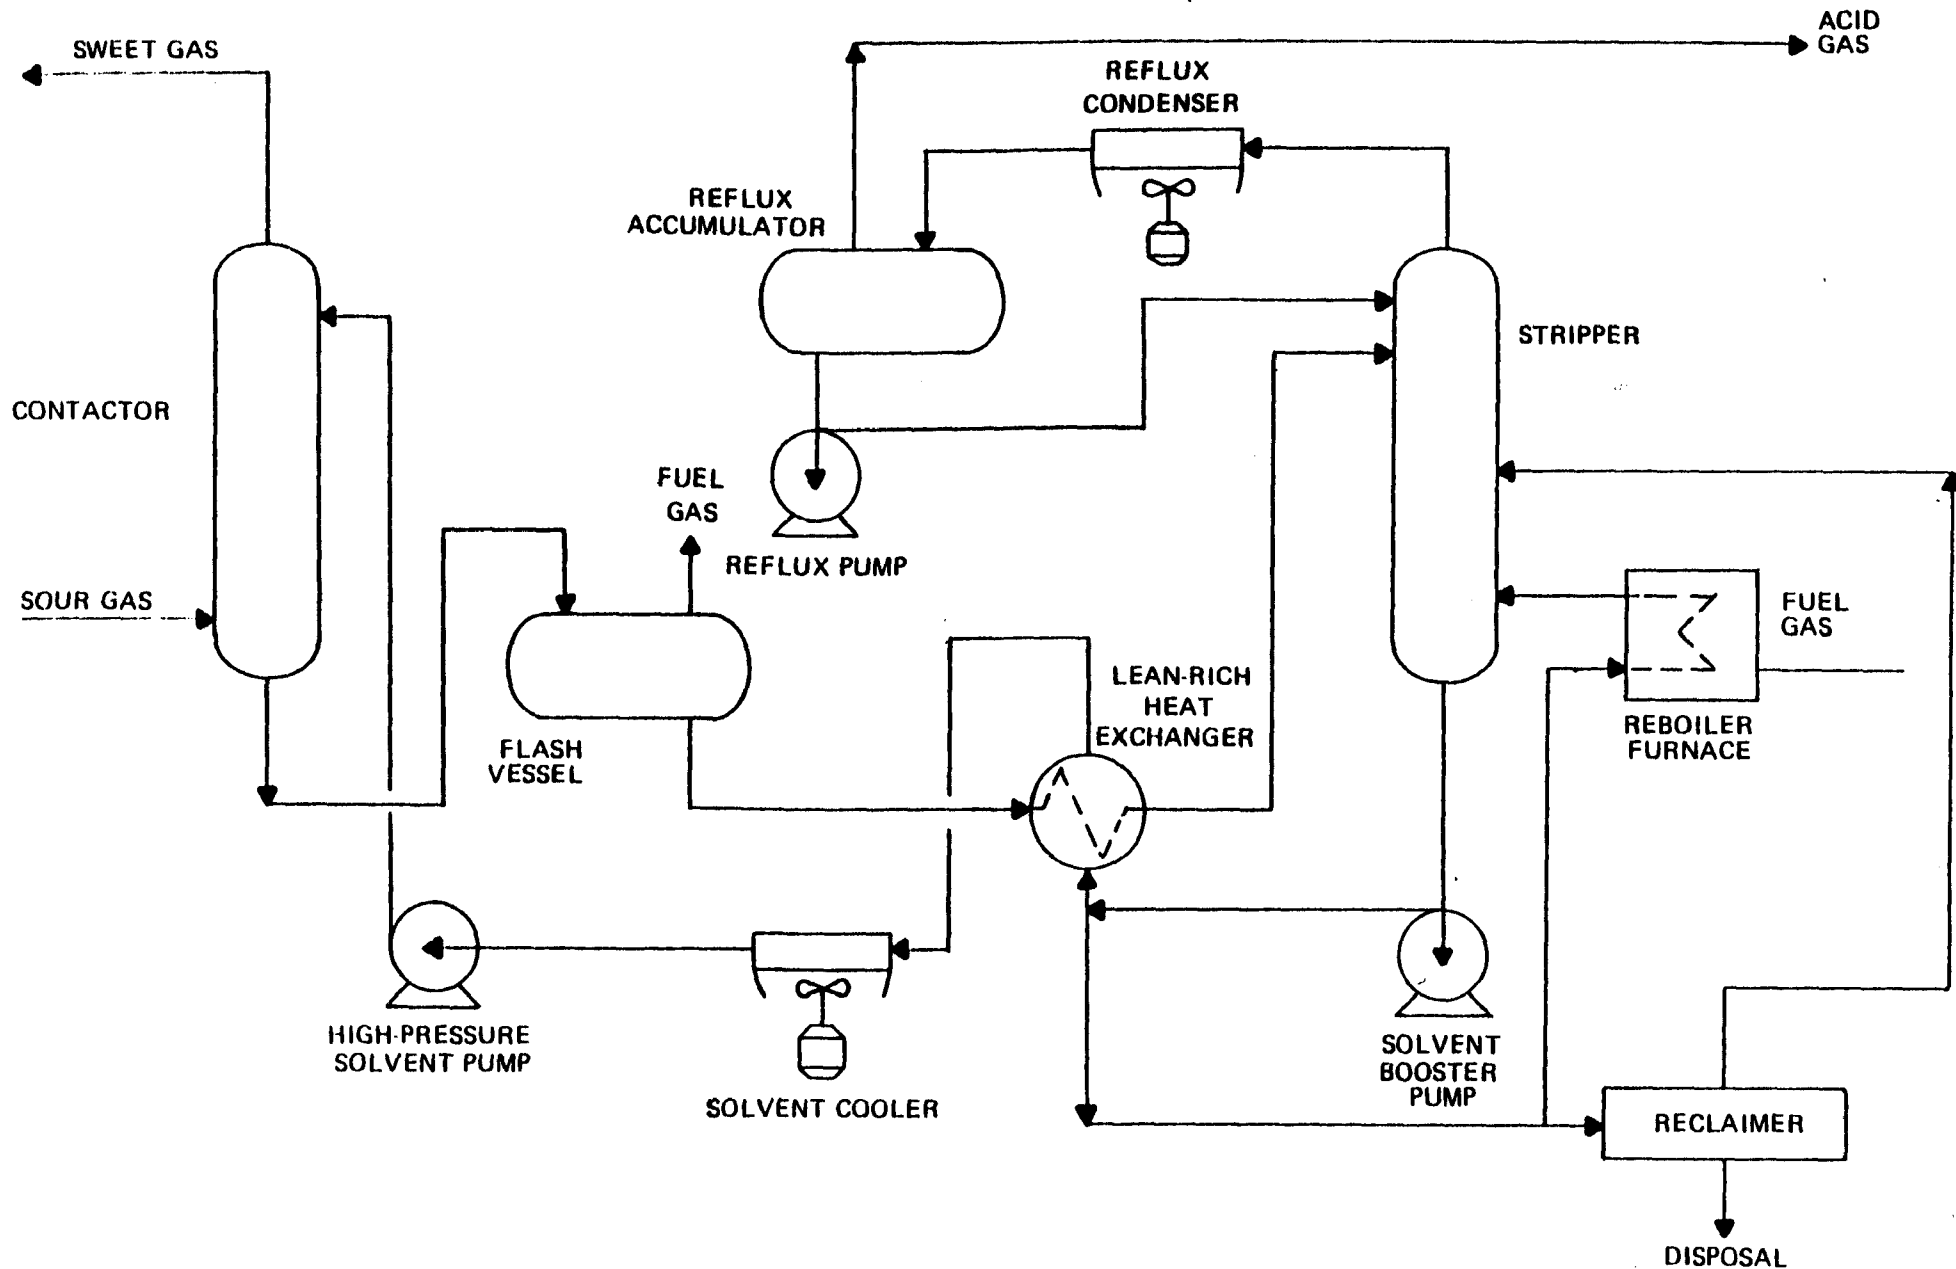 SWEET GAS
ACID
GAS
REFLUX
CONDENSER
REFLUX
ACCUMULATOR
STRIPPER
CONTACTOR
FUEL
GAS
REFLUX PUMP
SOUR GAS
FUEL
GAS
LEAN-RICH
HEAT
EXCHANGER
REBOILER
FURNACE
FLASH
VESSEL
HIGH-PRESSURE
SOLVENT PUMP
SOLVENT COOLER
SOLVENT
BOOSTER
PUMP
RECLAIMER
DISPOSAL